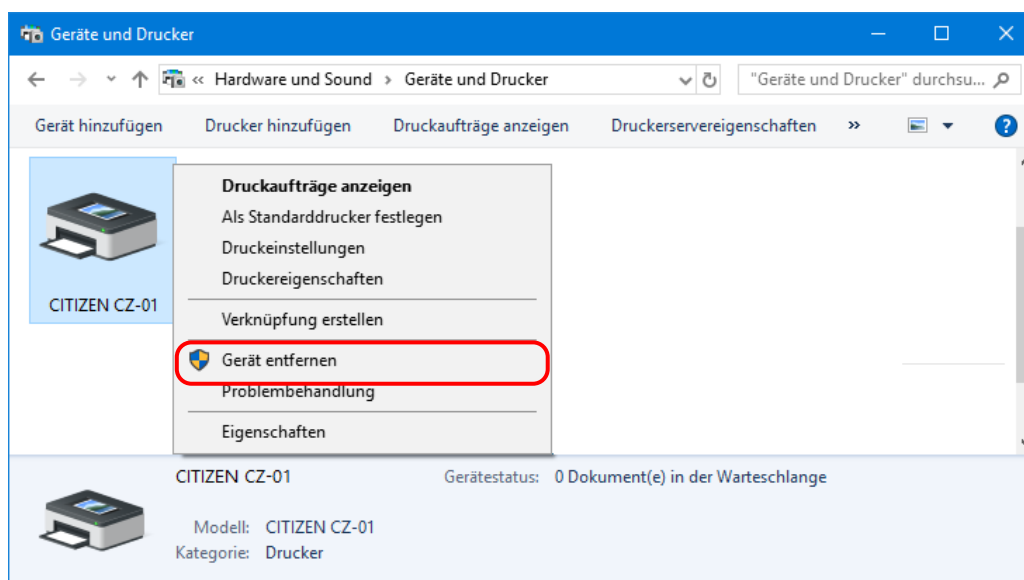 Geräte und Drucker
« Hardware und Sound › Geräte und Drucker "Geräte und Drucker" durchsu...
Gerät hinzufügen Drucker hinzufügen Druckaufträge anzeigen Druckerservereigenschaften »
CITIZEN CZ-01
Druckaufträge anzeigen
Als Standarddrucker festlegen
Druckeinstellungen
Druckereigenschaften
Verknüpfung erstellen
Gerät entfernen
Problembehandlung
Eigenschaften
CITIZEN CZ-01 Gerätestatus: 0 Dokument(e) in der Warteschlange
Modell: CITIZEN CZ-01
Kategorie: Drucker